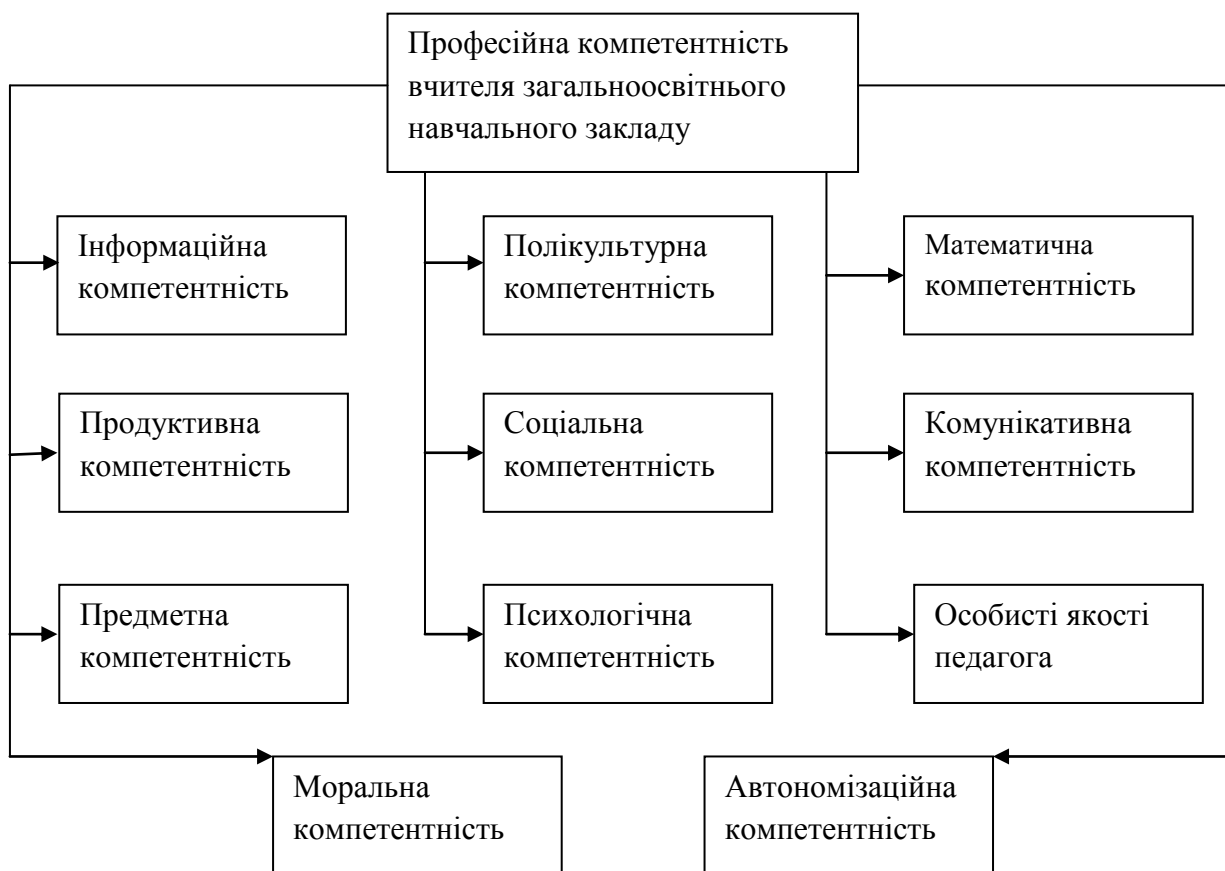 Професійна компетентність
вчителя загальноосвітнього
навчального закладу
Інформаційна
компетентність
Полікультурна
компетентність
Математична
компетентність
Продуктивна
компетентність
Соціальна
компетентність
Комунікативна
компетентність
Предметна
компетентність
Психологічна
компетентність
Особисті якості
педагога
Моральна
компетентність
Автономізаційна
компетентність